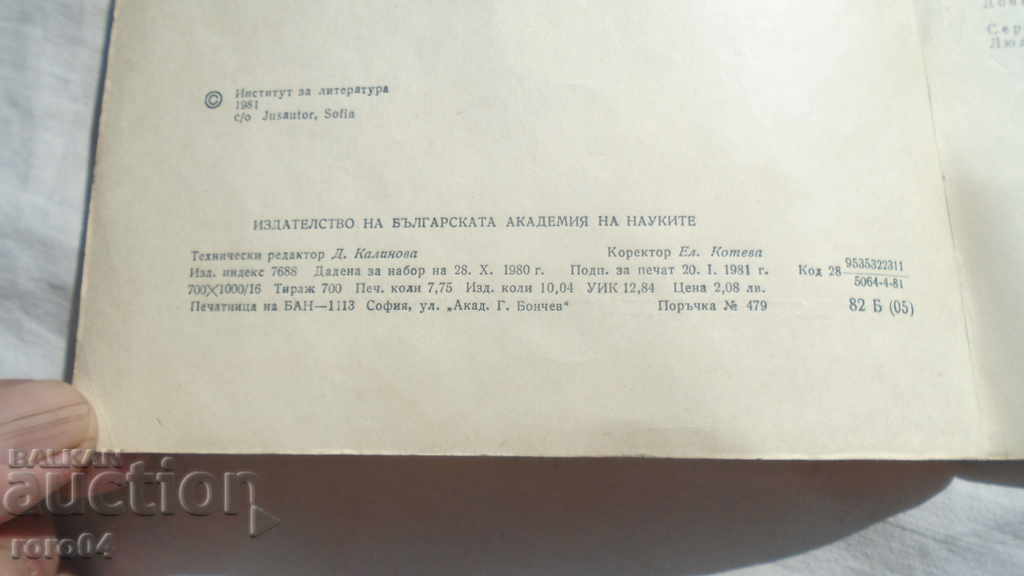 © Институт за литература
1981
c/o Jusautor, Sofia
ИЗДАТЕЛСТВО НА БЪЛГАРСКАТА АКАДЕМИЯ НА НАУКИТЕ
Технически редактор Д. Калинова Коректор Ел. Котева
Изд. индекс 7688 Дадена за набор на 28. X. 1980 г. Подп. за печат 20. I. 1981 г. Код 28 9535322311
5064-4-81
700X1000/16 Тираж 700 Печ. коли 7,75 Изд. коли 10,04 УИК 12,84 Цена 2,08 лв.
Печатница на БАН—1113 София, ул. „Акад. Г. Бончев“ Поръчка № 479 82 Б (05)
BALKAN
auction
roro04